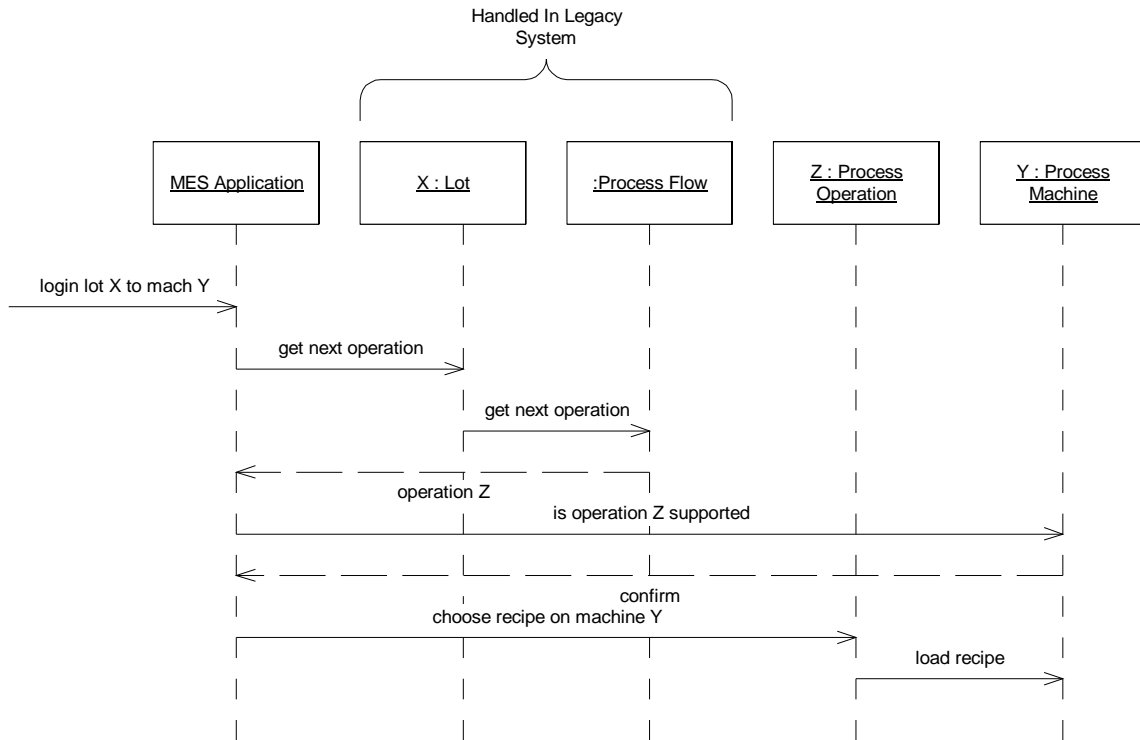 Handled In Legacy
System
MES Application
X : Lot
:Process Flow
Z : Process
Operation
Y : Process
Machine
login lot X to mach Y
get next operation
get next operation
operation Z
is operation Z supported
confirm
choose recipe on machine Y
load recipe